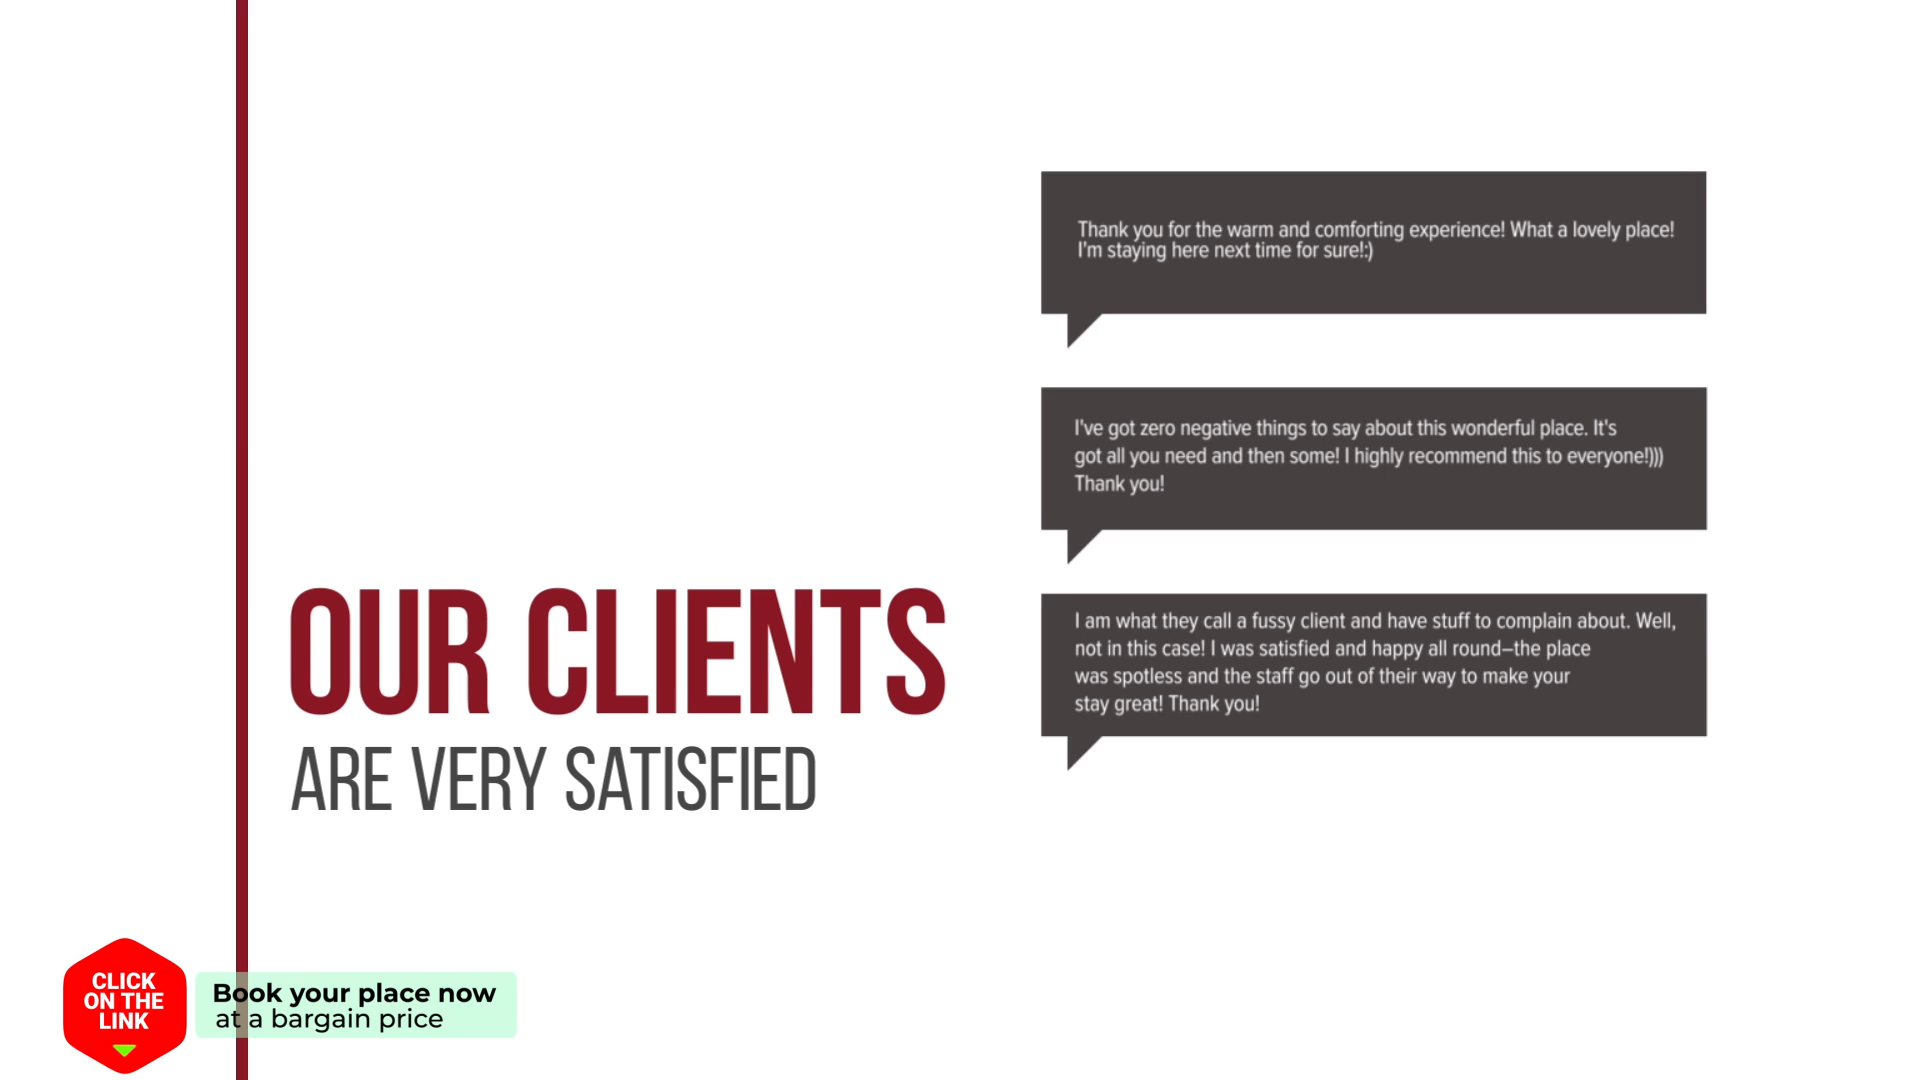 Thank you for the warm and comforting experience! What a lovely place!
I'm staying here next time for sure!:)
I've got zero negative things to say about this wonderful place. It's
got all you need and then some! I highly recommend this to everyone!)))
Thank you!
I am what they call a fussy client and have stuff to complain about. Well,
not in this case! I was satisfied and happy all round–the place
was spotless and the staff go out of their way to make your
stay great! Thank you!
OUR CLIENTS
ARE VERY SATISFIED
CLICK
ON THE
LINK
Book your place now
at a bargain price